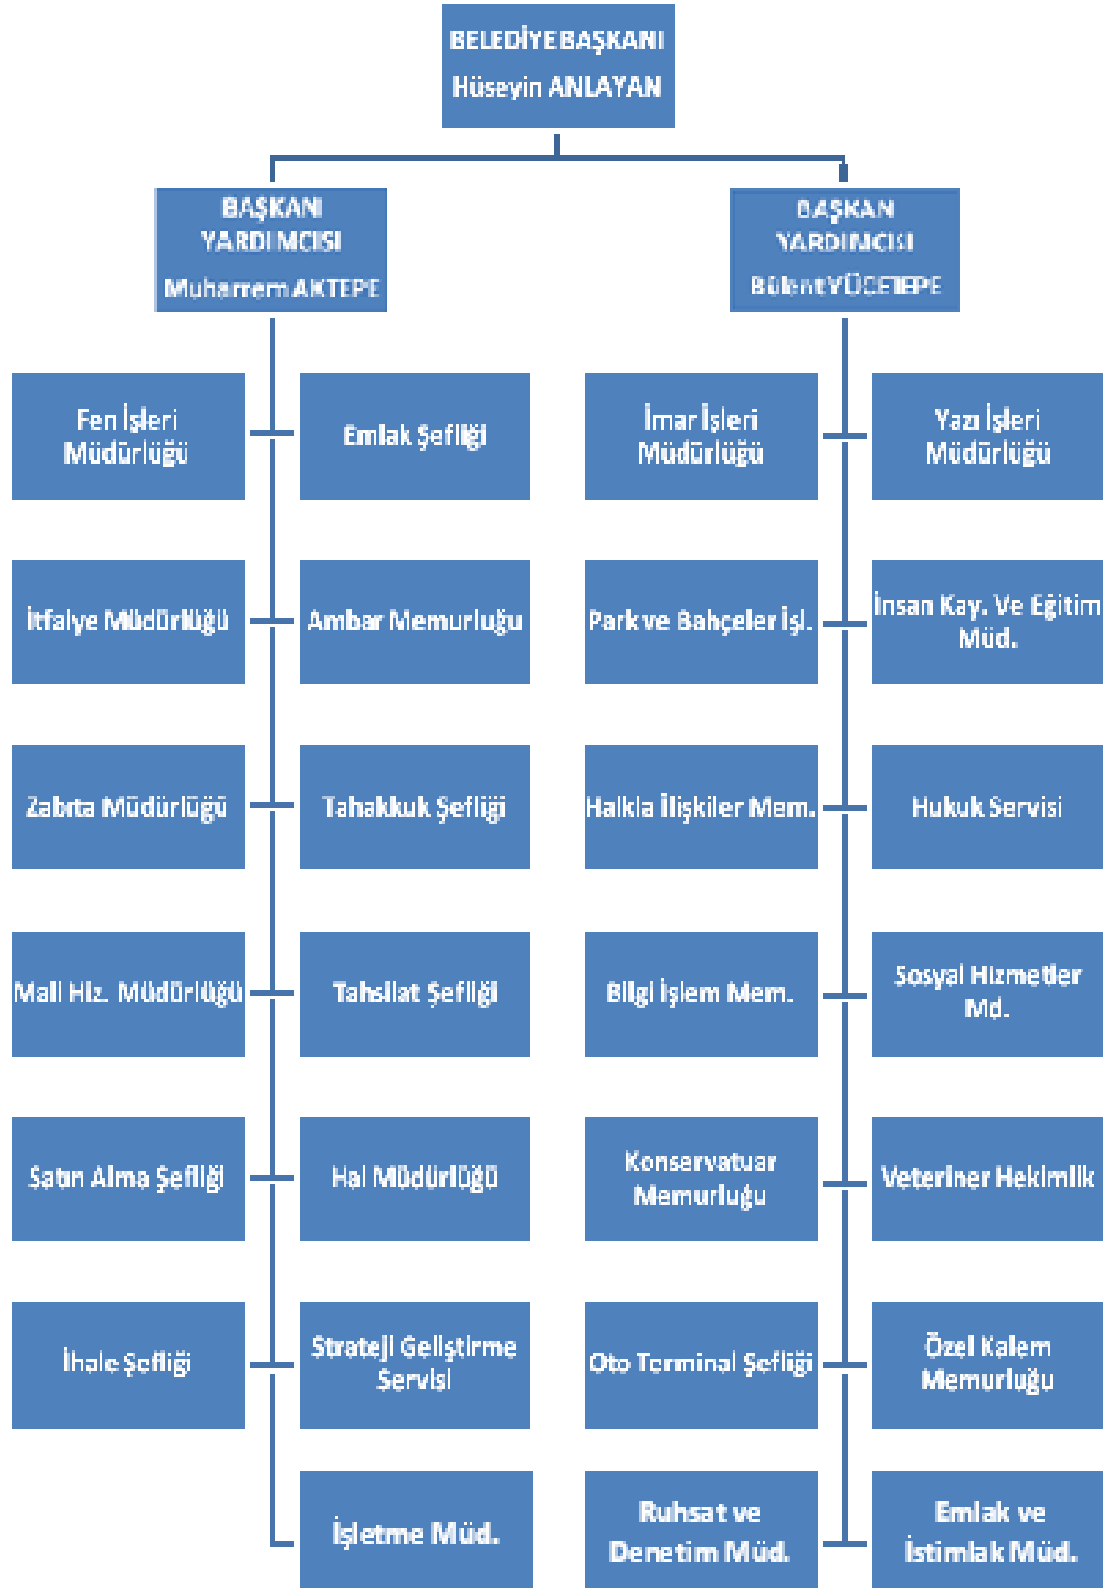 BELEDİYE BAŞKANI
Hüseyin ANLAYAN
BAŞKANI
YARDIMCISI
Muharrem AKTEPE
BAŞKAN
YARDIMCISI
Bülent YÜCETEPE
Fen İşleri
Müdürlüğü
Emlak Şefliği
İmar İşleri
Müdürlüğü
Yazı İşleri
Müdürlüğü
İtfaiye Müdürlüğü
Ambar Memurluğu
Park ve Bahçeler İşl.
İnsan Kay. Ve Eğitim
Müd.
Zabıta Müdürlüğü
Tahakkuk Şefliği
Halkla İlişkiler Mem.
Hukuk Servisi
Mali Hiz. Müdürlüğü
Tahsilat Şefliği
Bilgi İşlem Mem.
Sosyal Hizmetler
Md.
Satın Alma Şefliği
Hal Müdürlüğü
Konservatuar
Memurluğu
Veteriner Hekimlik
İhale Şefliği
Strateji Geliştirme
Servisi
Oto Terminal Şefliği
Özel Kalem
Memurluğu
İşletme Müd.
Ruhsat ve
Denetim Müd.
Emlak ve
İstimlak Müd.